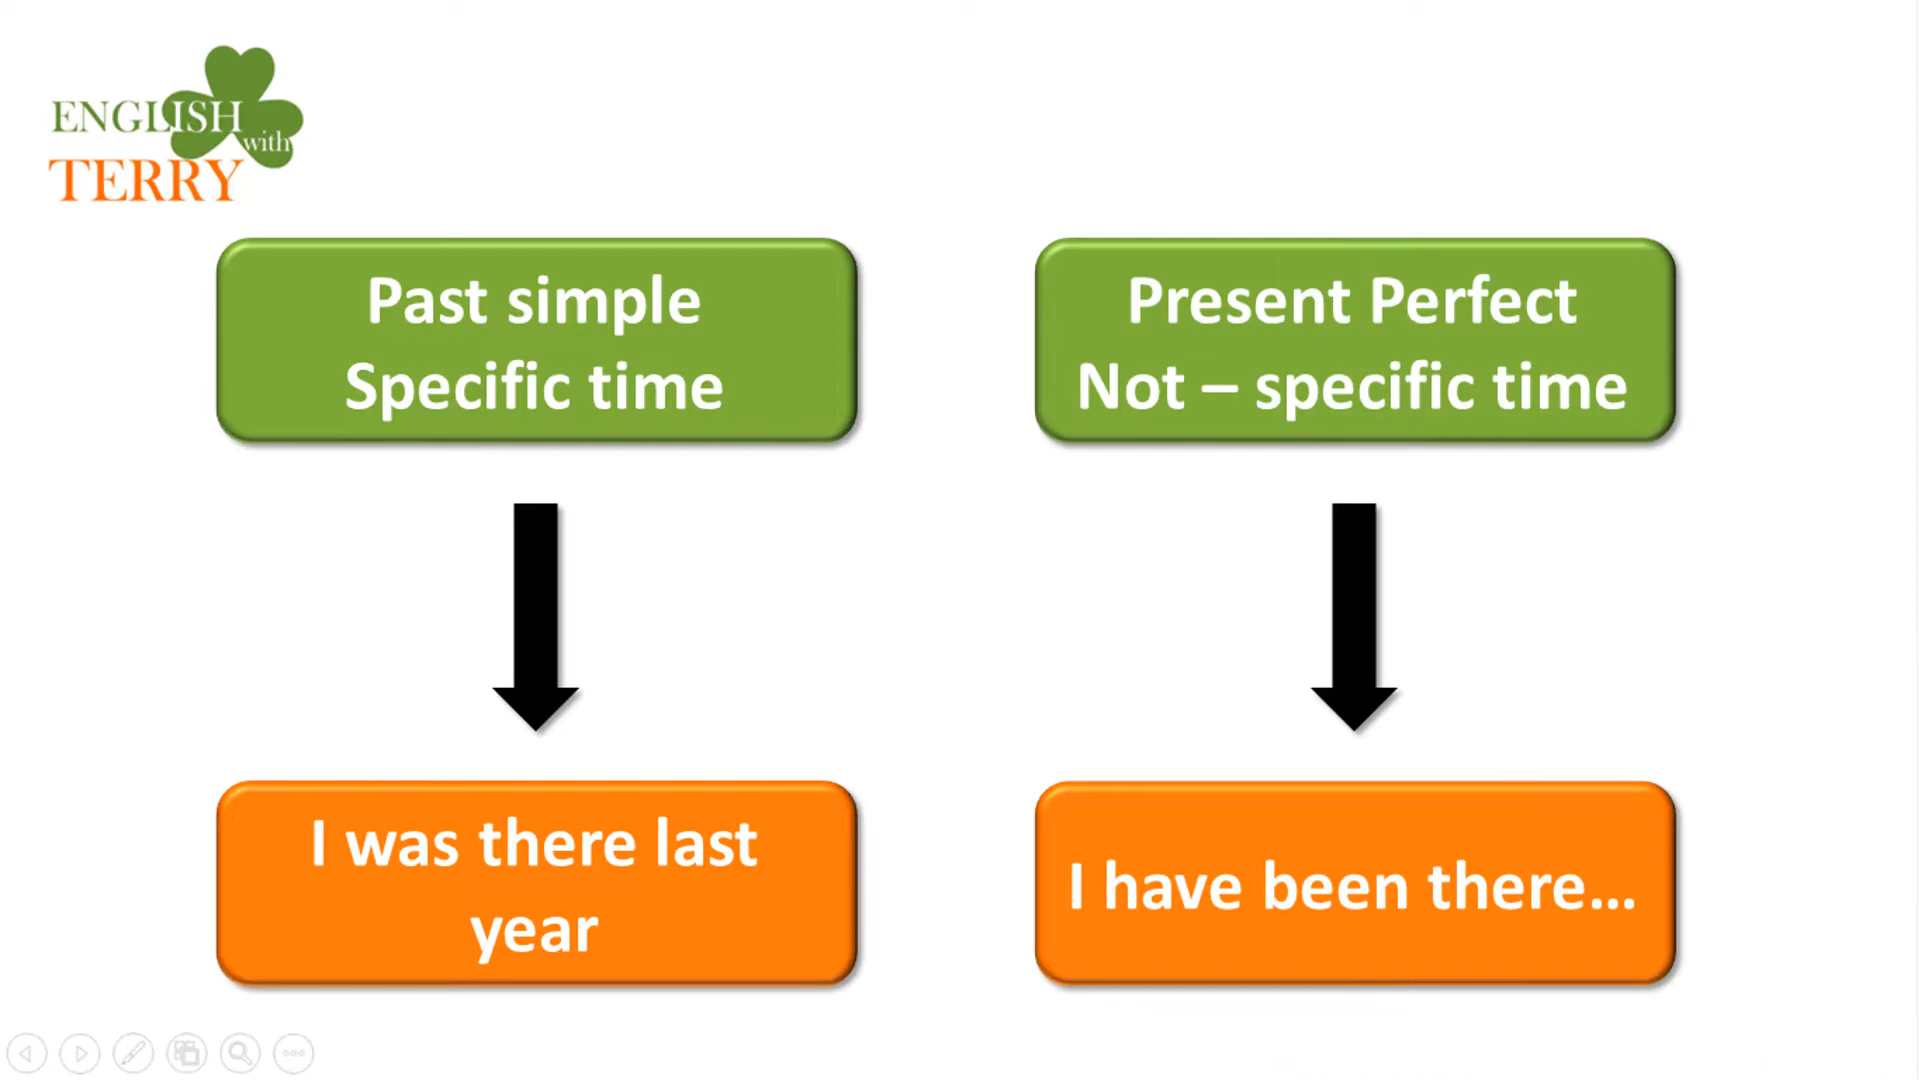 ENGLISH
with
TERRY
Past simple
Specific time
Present Perfect
Not – specific time
I was there last
year
I have been there...